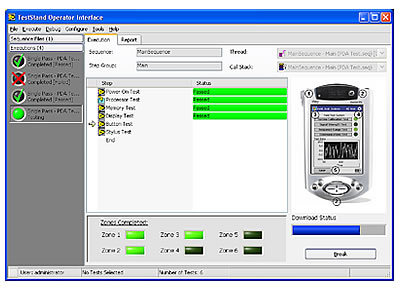 TestStand Operator Interface
File Execute Debug Configure Tools Help
Sequence Files (1)
Executions (4)
Single Pass - PDA Te...
Completed [Passed]
Single Pass - PDA Te...
Completed [Failed]
Single Pass - PDA Te...
Completed [Passed]
Single Pass - PDA Te...
Testing
Execution Report
Sequence: MainSequence
Thread: MainSequence - Main [PDA Test.seq]
Step Group: Main
Call Stack: MainSequence - Main [PDA Test.seq]
Step Status
Power On Test Passed
Processor Test Passed
Memory Test Passed
Display Test Passed
Button Test
Stylus Test
End
Zones Completed:
Zone 1 Zone 3 Zone 5
Zone 2 Zone 4 Zone 6
Download Status
Break
User: administrator No Tests Selected Number of Tests: 6